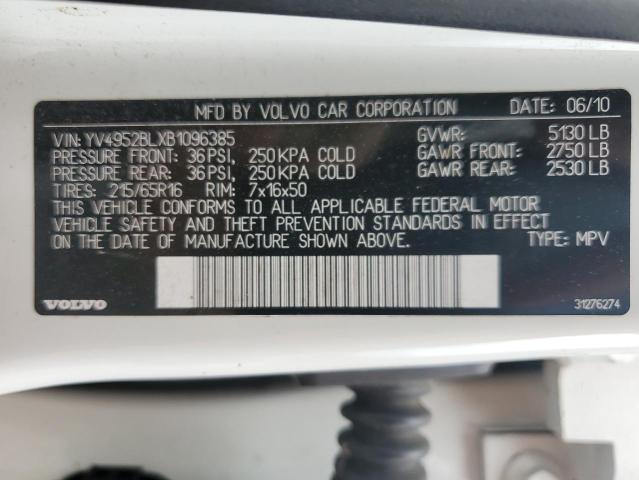 MFD BY VOLVO CAR CORPORATION DATE: 06/10
VIN: YV4952BLXB1096385 GVWR: 5130 LB
PRESSURE FRONT: 36PSI, 250KPA COLD GAWR FRONT: 2750 LB
PRESSURE REAR: 36PSI, 250KPA COLD GAWR REAR: 2530 LB
TIRES: 215/65R16 RIM: 7x16x50
THIS VEHICLE CONFORMS TO ALL APPLICABLE FEDERAL MOTOR
VEHICLE SAFETY AND THEFT PREVENTION STANDARDS IN EFFECT
ON THE DATE OF MANUFACTURE SHOWN ABOVE. TYPE: MPV
VOLVO 31276274